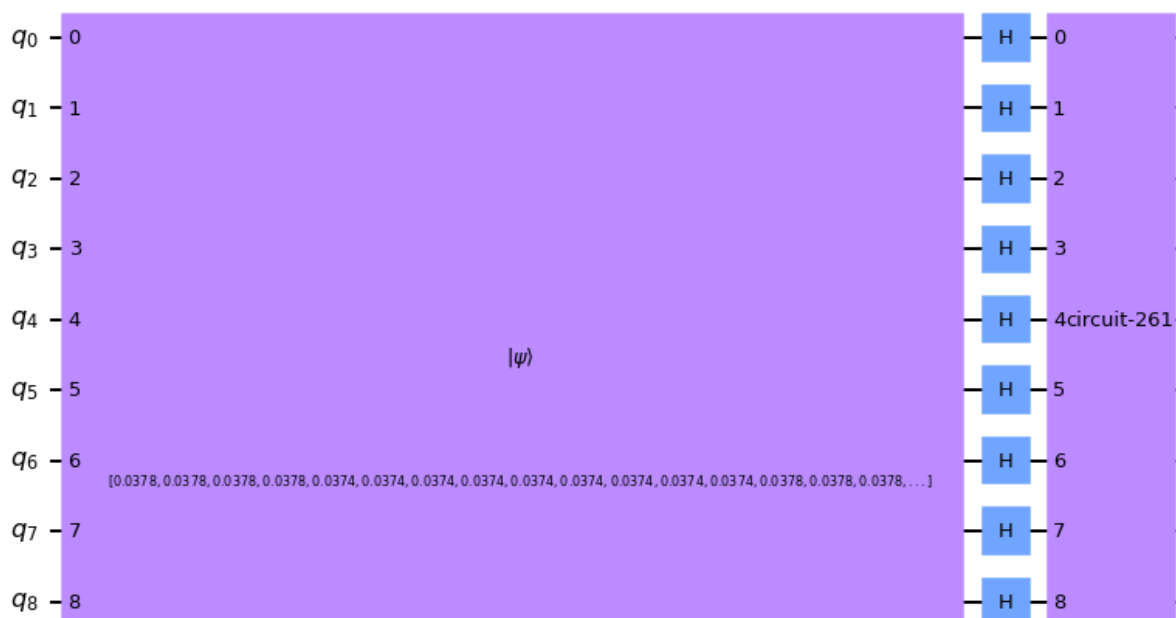 q0 0 H 0
q1 1 H 1
q2 2 H 2
q3 3 H 3
q4 4 H 4circuit-261
|ψ⟩
q5 5 H 5
q6 6 H 6
[0.0378, 0.0378, 0.0378, 0.0378, 0.0374, 0.0374, 0.0374, 0.0374, 0.0374, 0.0374, 0.0374, 0.0374, 0.0374, 0.0378, 0.0378, 0.0378, ...]
q7 7 H 7
q8 8 H 8